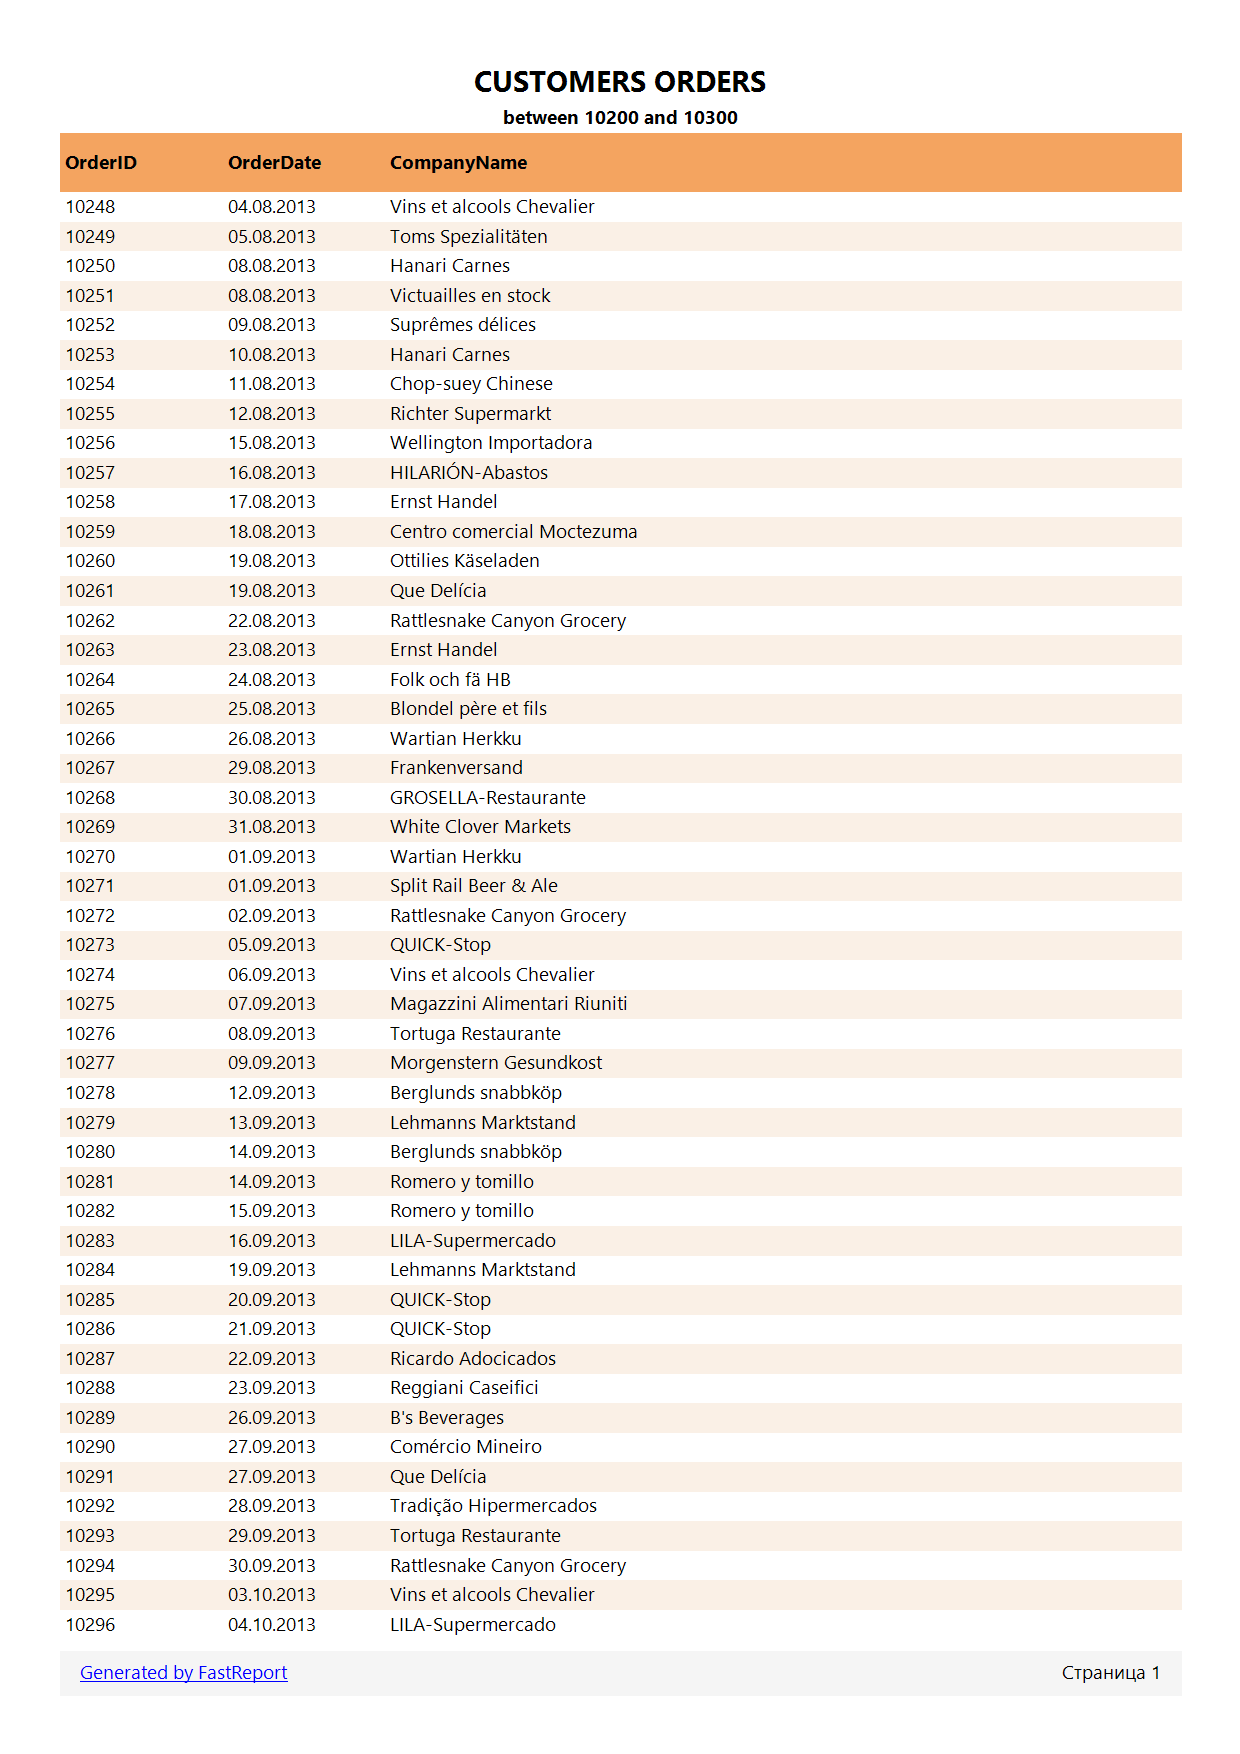 CUSTOMERS ORDERS
between 10200 and 10300
OrderID OrderDate CompanyName
10248 04.08.2013 Vins et alcools Chevalier
10249 05.08.2013 Toms Spezialitäten
10250 08.08.2013 Hanari Carnes
10251 08.08.2013 Victuailles en stock
10252 09.08.2013 Suprêmes délices
10253 10.08.2013 Hanari Carnes
10254 11.08.2013 Chop-suey Chinese
10255 12.08.2013 Richter Supermarkt
10256 15.08.2013 Wellington Importadora
10257 16.08.2013 HILARIÓN-Abastos
10258 17.08.2013 Ernst Handel
10259 18.08.2013 Centro comercial Moctezuma
10260 19.08.2013 Ottilies Käseladen
10261 19.08.2013 Que Delícia
10262 22.08.2013 Rattlesnake Canyon Grocery
10263 23.08.2013 Ernst Handel
10264 24.08.2013 Folk och fä HB
10265 25.08.2013 Blondel père et fils
10266 26.08.2013 Wartian Herkku
10267 29.08.2013 Frankenversand
10268 30.08.2013 GROSELLA-Restaurante
10269 31.08.2013 White Clover Markets
10270 01.09.2013 Wartian Herkku
10271 01.09.2013 Split Rail Beer & Ale
10272 02.09.2013 Rattlesnake Canyon Grocery
10273 05.09.2013 QUICK-Stop
10274 06.09.2013 Vins et alcools Chevalier
10275 07.09.2013 Magazzini Alimentari Riuniti
10276 08.09.2013 Tortuga Restaurante
10277 09.09.2013 Morgenstern Gesundkost
10278 12.09.2013 Berglunds snabbköp
10279 13.09.2013 Lehmanns Marktstand
10280 14.09.2013 Berglunds snabbköp
10281 14.09.2013 Romero y tomillo
10282 15.09.2013 Romero y tomillo
10283 16.09.2013 LILA-Supermercado
10284 19.09.2013 Lehmanns Marktstand
10285 20.09.2013 QUICK-Stop
10286 21.09.2013 QUICK-Stop
10287 22.09.2013 Ricardo Adocicados
10288 23.09.2013 Reggiani Caseifici
10289 26.09.2013 B's Beverages
10290 27.09.2013 Comércio Mineiro
10291 27.09.2013 Que Delícia
10292 28.09.2013 Tradição Hipermercados
10293 29.09.2013 Tortuga Restaurante
10294 30.09.2013 Rattlesnake Canyon Grocery
10295 03.10.2013 Vins et alcools Chevalier
10296 04.10.2013 LILA-Supermercado
Generated by FastReport Страница 1